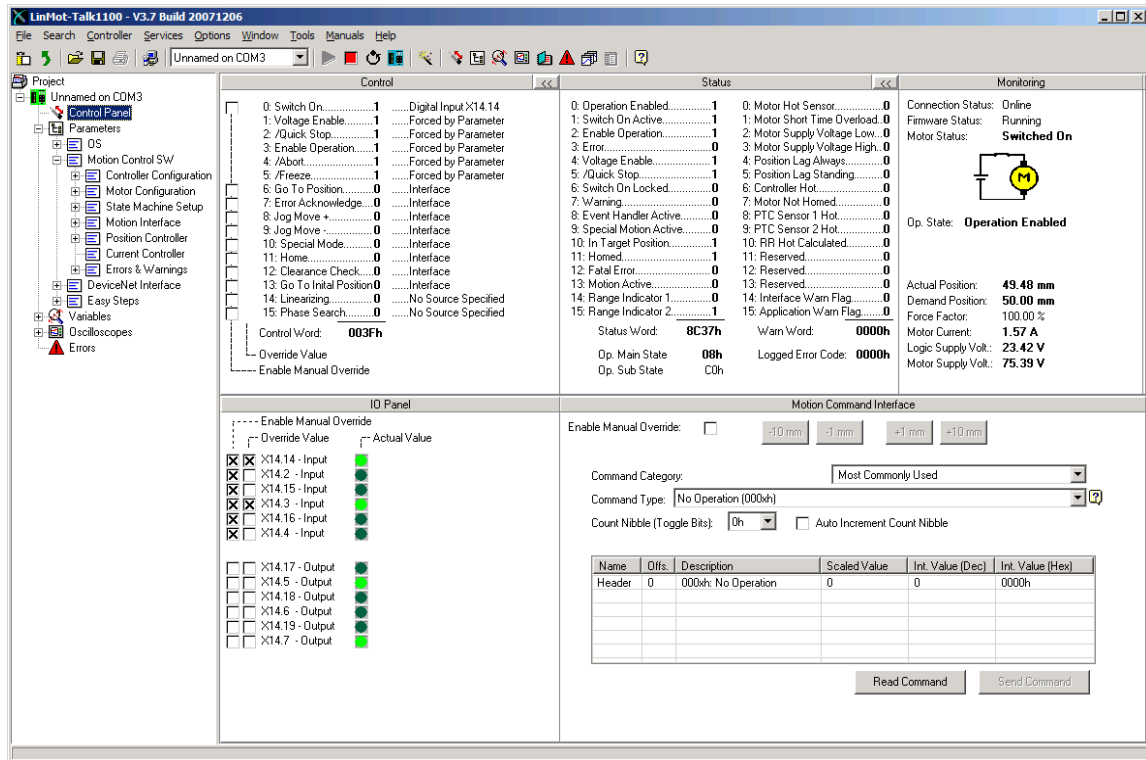 LinMot-Talk1100 - V3.7 Build 20071206
File Search Controller Services Options Window Tools Manuals Help
Unnamed on COM3
Project
Unnamed on COM3
Control Panel
Parameters
OS
Motion Control SW
Controller Configuration
Motor Configuration
State Machine Setup
Motion Interface
Position Controller
Current Controller
Errors & Warnings
DeviceNet Interface
Easy Steps
Variables
Oscilloscopes
Errors
Control <<
0: Switch On.................1 ......Digital Input X14.14
1: Voltage Enable..........1 ......Forced by Parameter
2: /Quick Stop...............1 ......Forced by Parameter
3: Enable Operation.......1 ......Forced by Parameter
4: /Abort........................1 ......Forced by Parameter
5: /Freeze.....................1 ......Forced by Parameter
6: Go To Position..........0 ......Interface
7: Error Acknowledge....0 ......Interface
8: Jog Move +..............0 ......Interface
9: Jog Move -...............0 ......Interface
10: Special Mode.........0 ......Interface
11: Home.....................0 ......Interface
12: Clearance Check....0 ......Interface
13: Go To Inital Position 0 ......Interface
14: Linearizing..............0 ......No Source Specified
15: Phase Search.........0 ......No Source Specified
Control Word: 003Fh
Override Value
Enable Manual Override
Status <<
0: Operation Enabled.............1
1: Switch On Active...............1
2: Enable Operation...............1
3: Error...................................0
4: Voltage Enable..................1
5: /Quick Stop.......................1
6: Switch On Locked.............0
7: Warning.............................0
8: Event Handler Active.........0
9: Special Motion Active........0
10: In Target Position.............1
11: Homed.............................1
12: Fatal Error........................0
13: Motion Active...................0
14: Range Indicator 1............0
15: Range Indicator 2............1
Status Word: 8C37h
Op. Main State 08h
Op. Sub State C0h
0: Motor Hot Sensor...............0
1: Motor Short Time Overload..0
2: Motor Supply Voltage Low...0
3: Motor Supply Voltage High..0
4: Position Lag Always............0
5: Position Lag Standing.........0
6: Controller Hot.....................0
7: Motor Not Homed...............0
8: PTC Sensor 1 Hot...............0
9: PTC Sensor 2 Hot...............0
10: RR Hot Calculated............0
11: Reserved..........................0
12: Reserved..........................0
13: Reserved..........................0
14: Interface Warn Flag..........0
15: Application Warn Flag.......0
Warn Word: 0000h
Logged Error Code: 0000h
Monitoring
Connection Status: Online
Firmware Status: Running
Motor Status: Switched On
M
Op. State: Operation Enabled
Actual Position: 49.48 mm
Demand Position: 50.00 mm
Force Factor: 100.00 %
Motor Current: 1.57 A
Logic Supply Volt.: 23.42 V
Motor Supply Volt.: 75.39 V
IO Panel
Enable Manual Override
Override Value Actual Value
X14.14 - Input
X14.2 - Input
X14.15 - Input
X14.3 - Input
X14.16 - Input
X14.4 - Input
X14.17 - Output
X14.5 - Output
X14.18 - Output
X14.6 - Output
X14.19 - Output
X14.7 - Output
Motion Command Interface
Enable Manual Override: -10 mm -1 mm +1 mm +10 mm
Command Category: Most Commonly Used
Command Type: No Operation (000xh)
Count Nibble (Toggle Bits): 0h Auto Increment Count Nibble
Name Offs. Description Scaled Value Int. Value (Dec) Int. Value (Hex)
Header 0 000xh: No Operation 0 0 0000h
Read Command Send Command